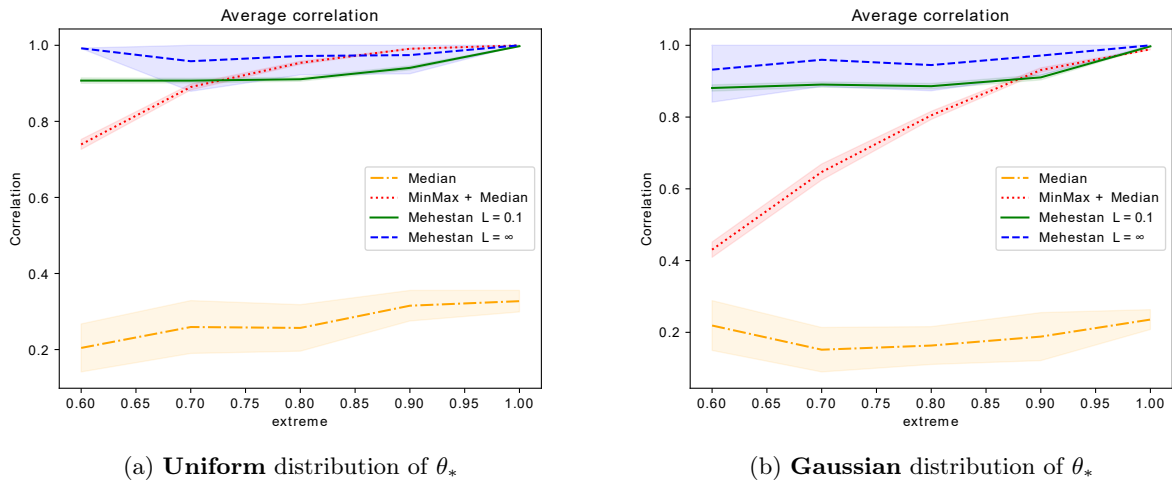 Average correlation
1.0
0.8
0.6
0.4
0.2
Correlation
Median
MinMax + Median
Mehestan L = 0.1
Mehestan L = ∞
0.60 0.65 0.70 0.75 0.80 0.85 0.90 0.95 1.00
extreme
(a) Uniform distribution of θ*
Average correlation
1.0
0.8
0.6
0.4
0.2
Correlation
Median
MinMax + Median
Mehestan L = 0.1
Mehestan L = ∞
0.60 0.65 0.70 0.75 0.80 0.85 0.90 0.95 1.00
extreme
(b) Gaussian distribution of θ*